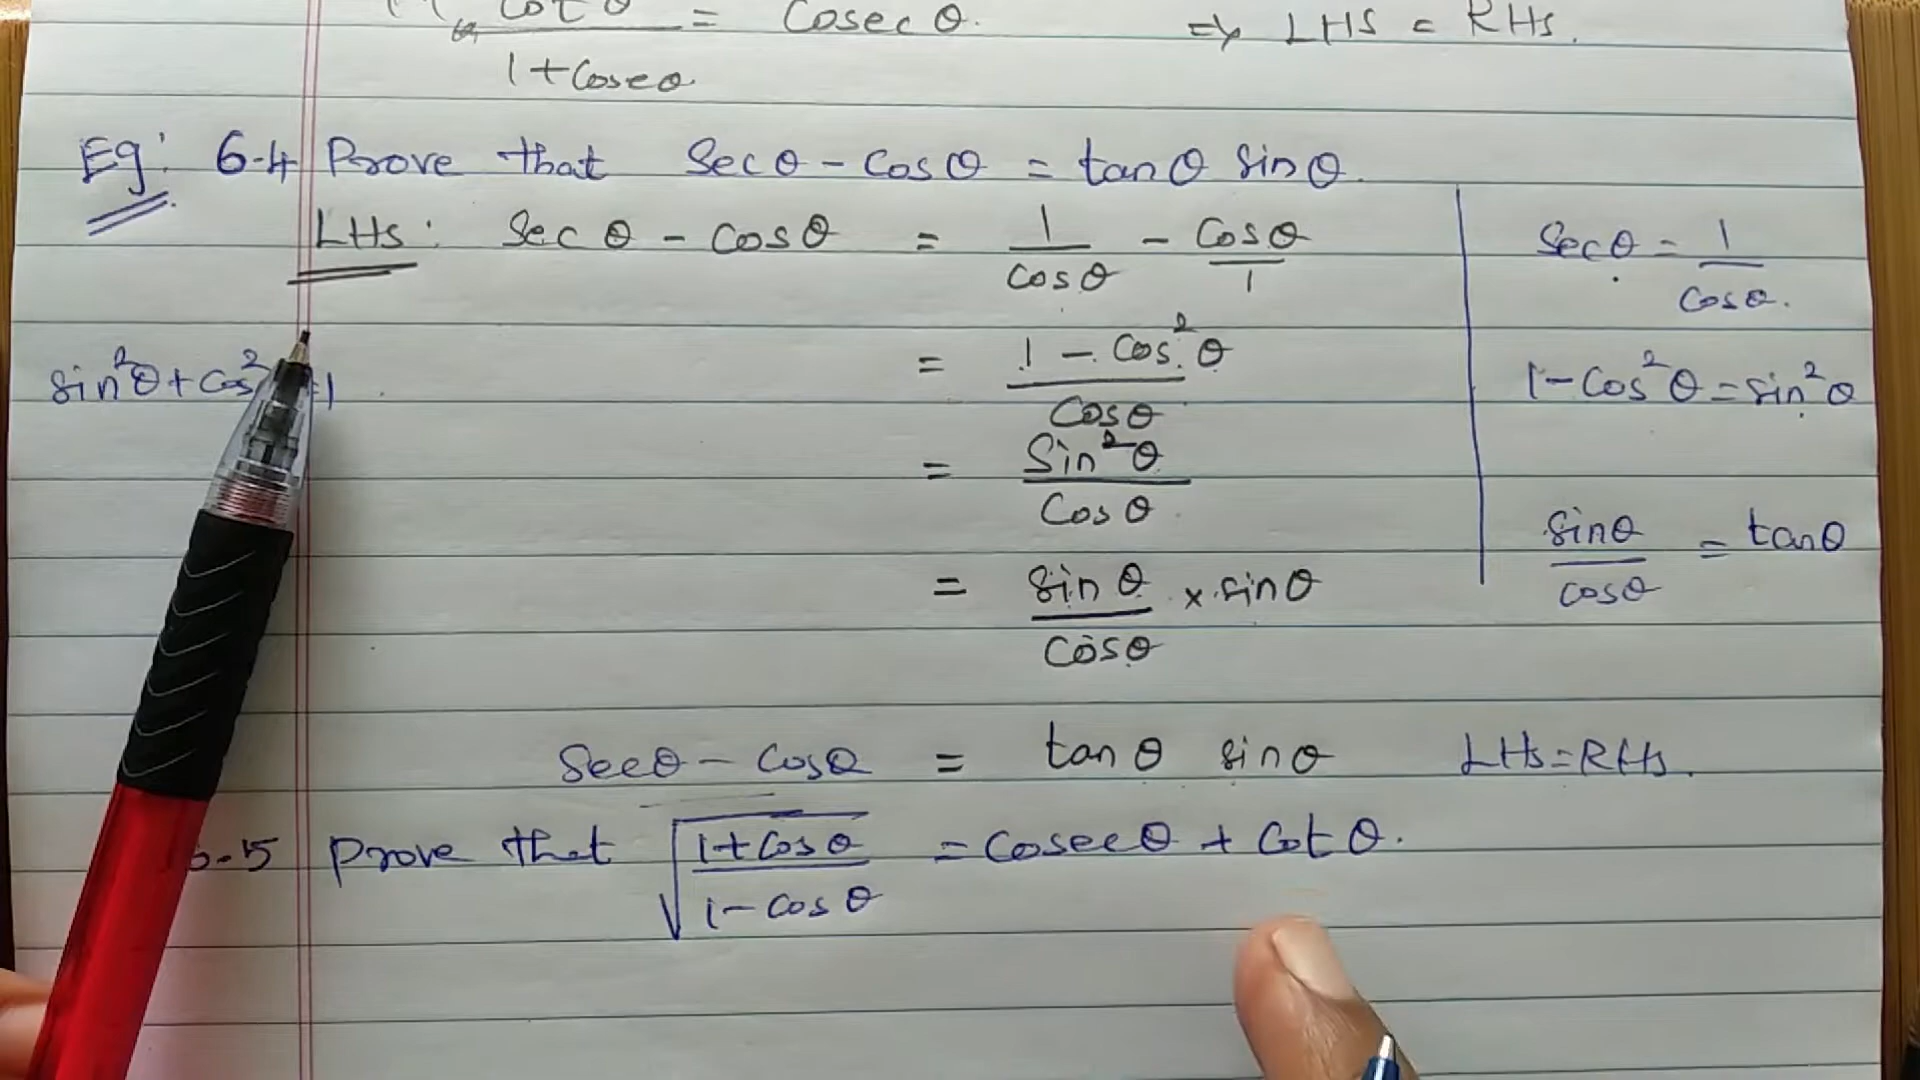 cot θ = Cosec θ. => LHS = RHS.
1 + Cosec θ
Eg: 6.4 Prove that Sec θ - Cos θ = tan θ sin θ.
LHS: Sec θ - Cos θ = 1/Cos θ - Cos θ/1
Sec θ = 1/Cos θ.
= 1 - Cos²θ/Cos θ
sin²θ + Cos² =1
1 - Cos²θ = sin²θ
= Sin²θ/Cos θ
sin θ/cos θ = tan θ
= sin θ/Cos θ × sin θ
Sec θ - Cos θ = tan θ sin θ LHS = RHS.
.5 Prove that √(1 + Cos θ/1 - Cos θ) = Cosec θ + Cot θ.